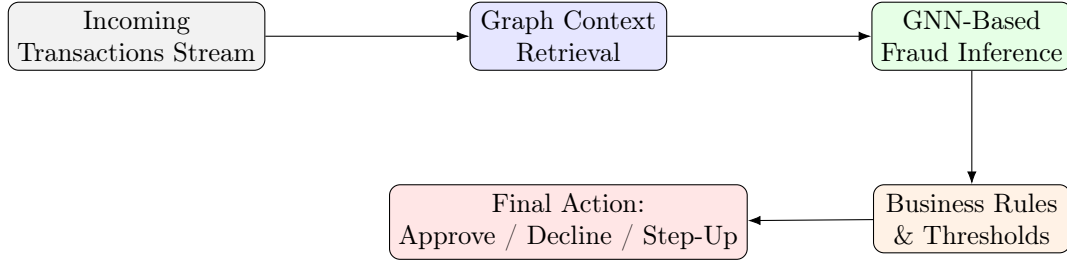 Incoming
Transactions Stream
Graph Context
Retrieval
GNN-Based
Fraud Inference
Business Rules
& Thresholds
Final Action:
Approve / Decline / Step-Up